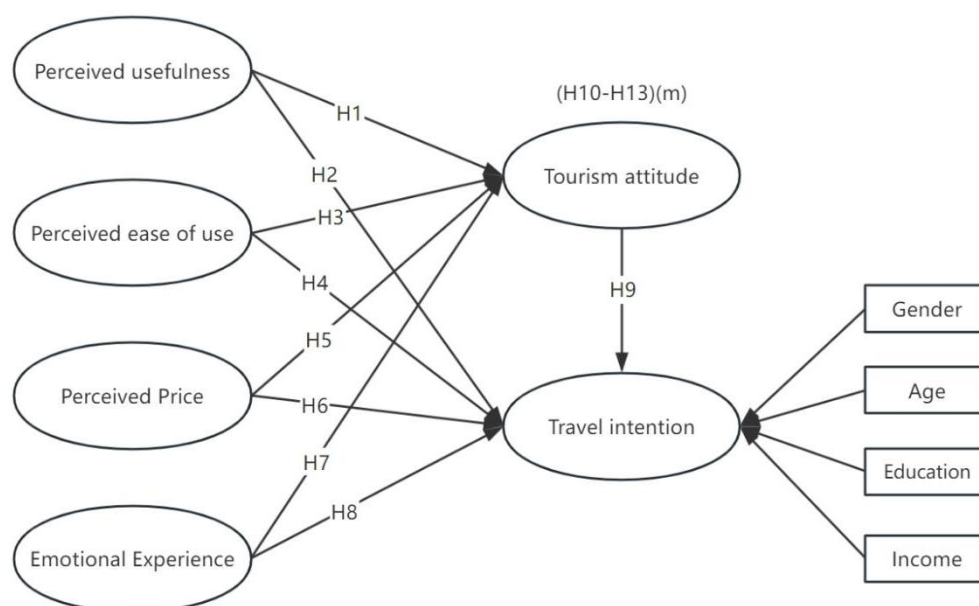 Perceived usefulness
(H10-H13)(m)
H1
Tourism attitude
H2
H3
Perceived ease of use
H4
H9
Gender
H5
Age
Perceived Price
H6
Travel intention
H7
Education
H8
Emotional Experience
Income